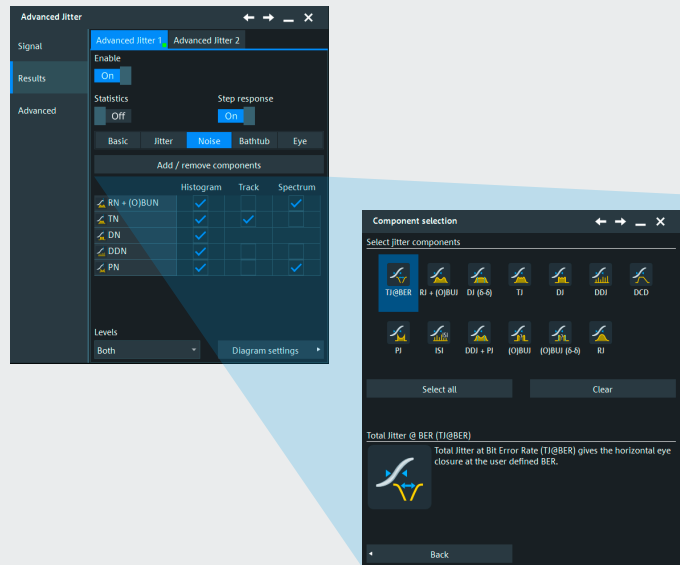 Advanced Jitter
Signal
Results
Advanced
Advanced Jitter 1
Advanced Jitter 2
Enable
On
Statistics
Step response
Off
On
Basic
Jitter
Noise
Bathtub
Eye
Add / remove components
Histogram
Track
Spectrum
RN + (O)BUN
TN
DN
DDN
PN
Levels
Both
Diagram settings
Component selection
Select jitter components
TJ@BER
RJ + (O)BUJ
DJ (δ-δ)
TJ
DJ
DDJ
DCD
PJ
ISI
DDJ + PJ
(O)BUJ
(O)BUJ (δ-δ)
RJ
Select all
Clear
Total Jitter @ BER (TJ@BER)
Total Jitter at Bit Error Rate (TJ@BER) gives the horizontal eye
closure at the user defined BER.
Back